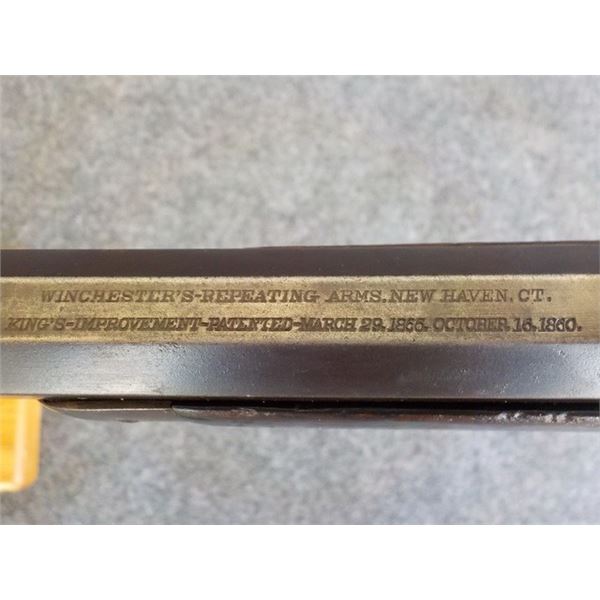 WINCHESTER'S-REPEATING ARMS. NEW HAVEN. CT.
KING'S-IMPROVEMENT-PATENTED-MARCH 29, 1866. OCTOBER 16, 1860.